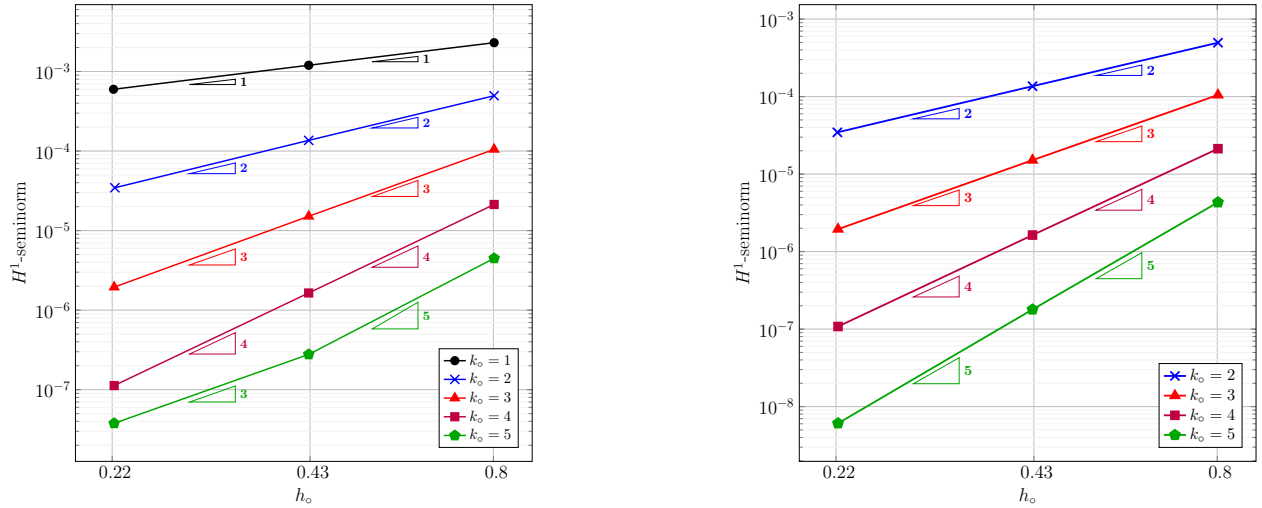 10⁻³
10⁻⁴
10⁻⁵
10⁻⁶
10⁻⁷
H¹-seminorm
1
1
2
2
3
3
4
4
5
3
k∘ = 1
k∘ = 2
k∘ = 3
k∘ = 4
k∘ = 5
0.22
0.43
0.8
h∘
10⁻³
10⁻⁴
10⁻⁵
10⁻⁶
10⁻⁷
10⁻⁸
H¹-seminorm
2
2
3
3
4
4
5
5
k∘ = 2
k∘ = 3
k∘ = 4
k∘ = 5
0.22
0.43
0.8
h∘